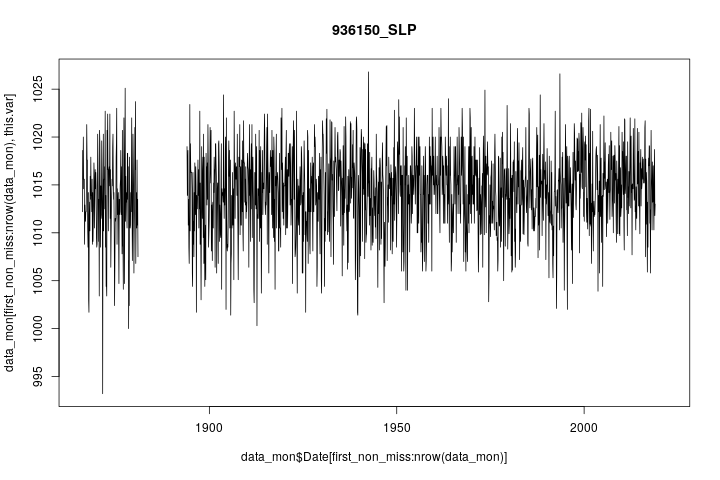 936150_SLP
data_mon[first_non_miss:nrow(data_mon), this.var]
1025
1020
1015
1010
1005
1000
995
1900 1950 2000
data_mon$Date[first_non_miss:nrow(data_mon)]